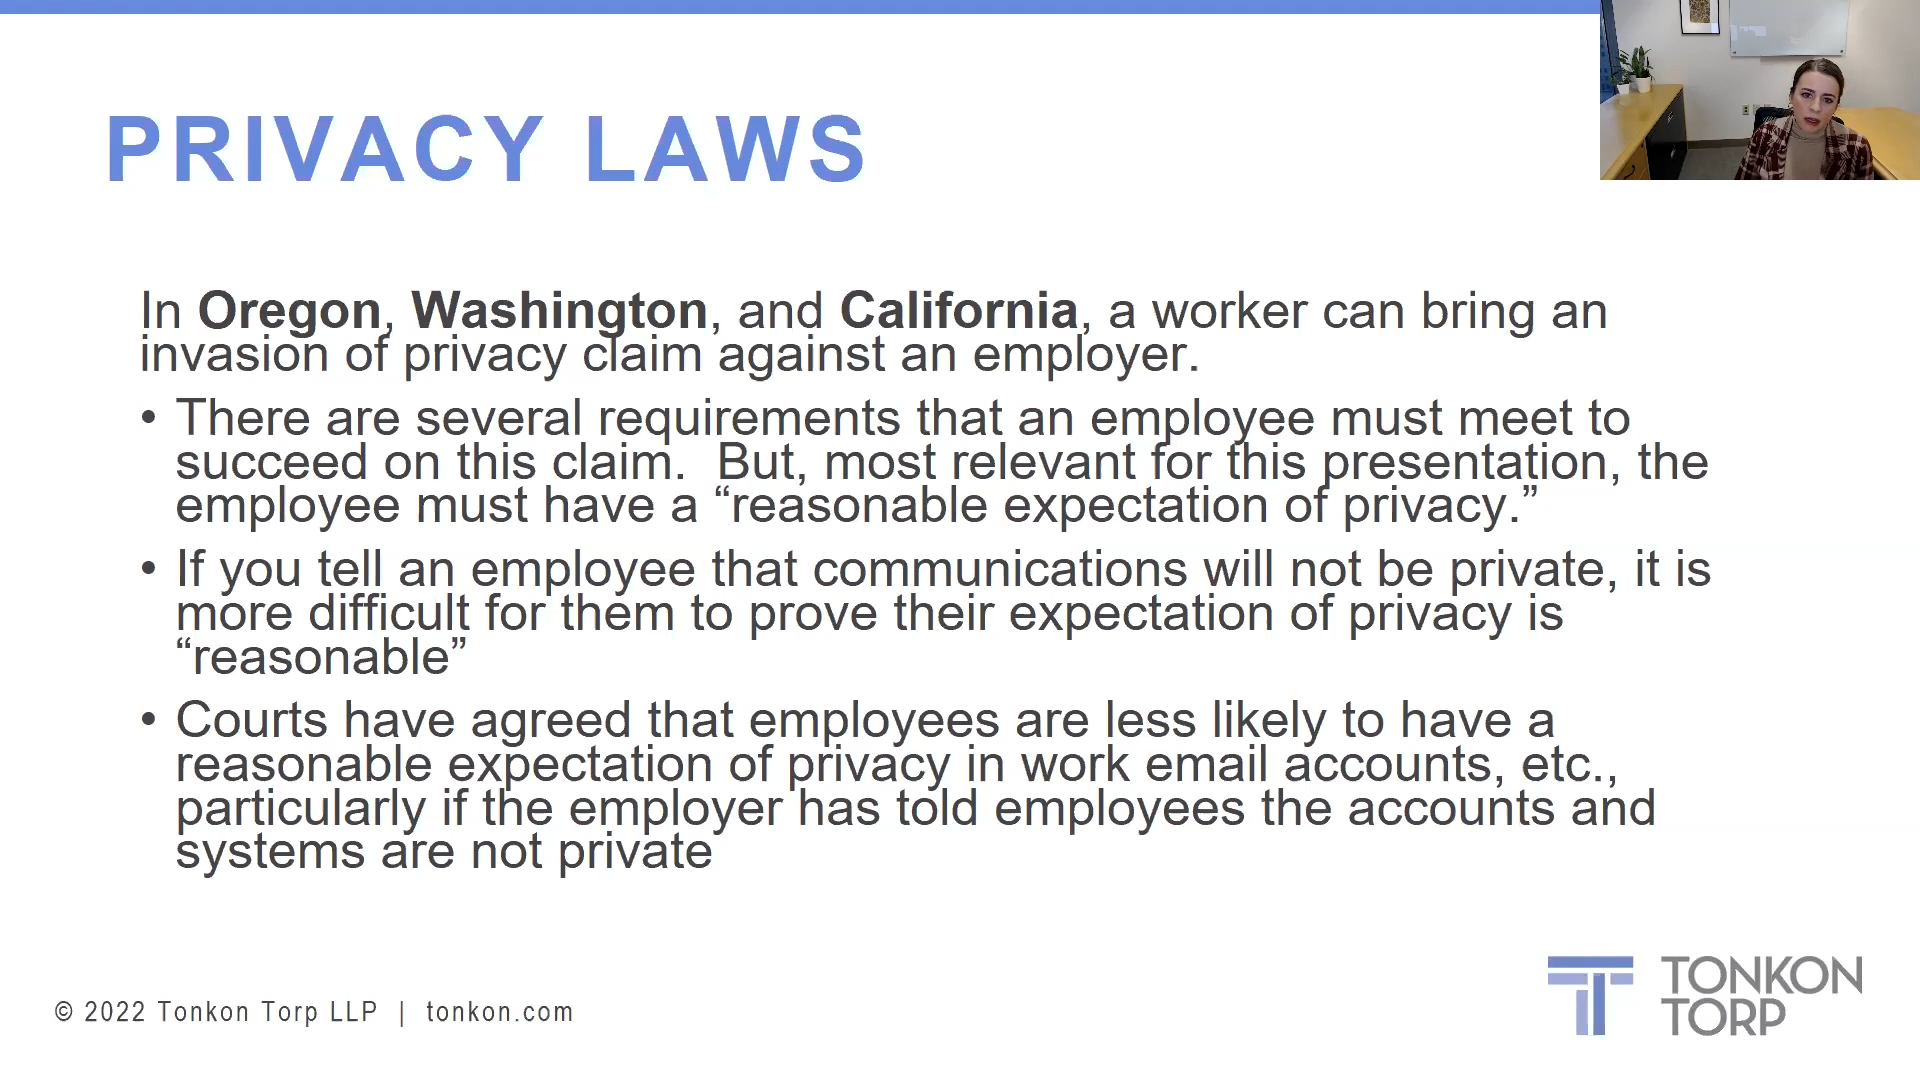 PRIVACY LAWS
In Oregon, Washington, and California, a worker can bring an
invasion of privacy claim against an employer.
• There are several requirements that an employee must meet to
succeed on this claim.  But, most relevant for this presentation, the
employee must have a “reasonable expectation of privacy.”
• If you tell an employee that communications will not be private, it is
more difficult for them to prove their expectation of privacy is
“reasonable”
• Courts have agreed that employees are less likely to have a
reasonable expectation of privacy in work email accounts, etc.,
particularly if the employer has told employees the accounts and
systems are not private
© 2022 Tonkon Torp LLP | tonkon.com
TONKON
TORP